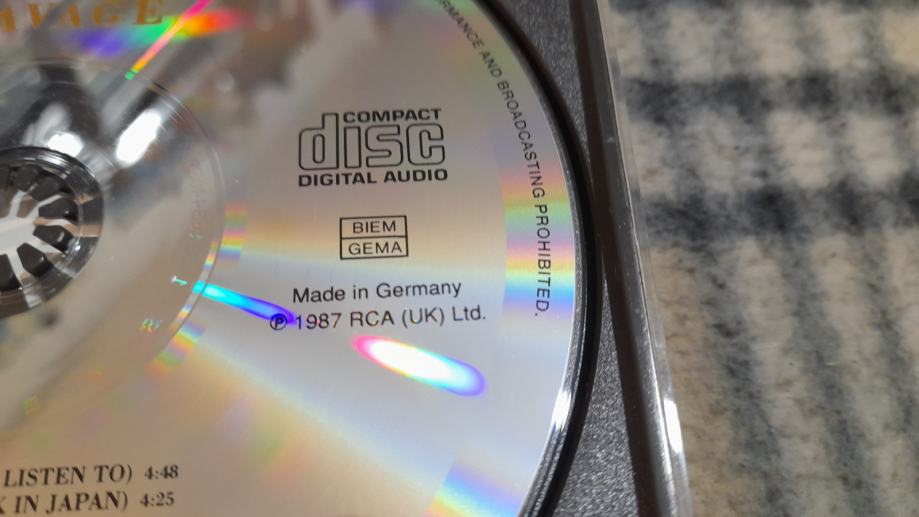 AVAGE
RMANCE AND BROADCASTING PROHIBITED.
COMPACT
disc
DIGITAL AUDIO
BIEM
GEMA
Made in Germany
℗ 1987 RCA (UK) Ltd.
LISTEN TO) 4:48
K IN JAPAN) 4:25